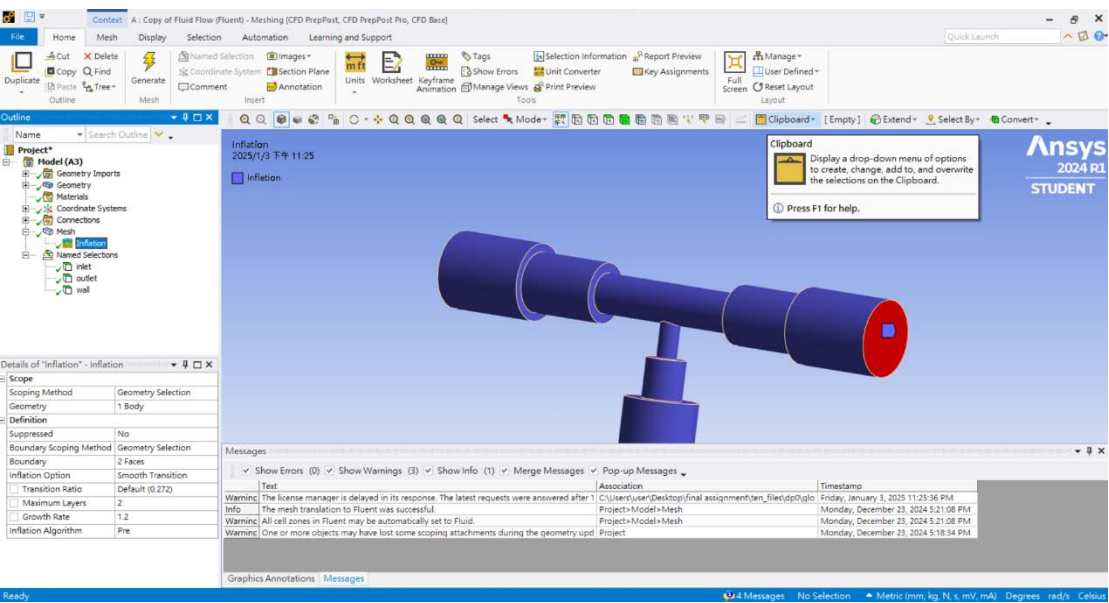 Context A : Copy of Fluid Flow (Fluent) - Meshing [CFD PrepPost, CFD PrepPost Pro, CFD Base]
File Home Mesh Display Selection Automation Learning and Support Quick Launch
Cut Delete Named Selection Images Tags Selection Information Report Preview Manage
Duplicate Copy Find Generate Coordinate System Section Plane Units Worksheet Keyframe Animation Show Errors Unit Converter Key Assignments Full Screen User Defined
Paste Tree Comment Annotation Manage Views Print Preview Reset Layout
Outline Mesh Insert Tools Layout
Outline
Name Search Outline
Select Mode Clipboard [Empty] Extend Select By Convert
Project*
Model (A3)
Geometry Imports
Geometry
Materials
Coordinate Systems
Connections
Mesh
Inflation
Named Selections
inlet
outlet
wall
Inflation
2025/1/3 下午 11:25
Inflation
Clipboard
Display a drop-down menu of options
to create, change, add to, and overwrite
the selections on the Clipboard.
Press F1 for help.
Ansys
2024 R1
STUDENT
Details of "Inflation" - Inflation
Scope
Scoping Method Geometry Selection
Geometry 1 Body
Definition
Suppressed No
Boundary Scoping Method Geometry Selection
Boundary 2 Faces
Inflation Option Smooth Transition
Transition Ratio Default (0.272)
Maximum Layers 2
Growth Rate 1.2
Inflation Algorithm Pre
Messages
Show Errors (0) Show Warnings (3) Show Info (1) Merge Messages Pop-up Messages
Text Association Timestamp
Warning The license manager is delayed in its response. The latest requests were answered after 1 C:\Users\user\Desktop\final assignment\ten_files\dp0\glo Friday, January 3, 2025 11:25:36 PM
Info The mesh translation to Fluent was successful. Project>Model>Mesh Monday, December 23, 2024 5:21:08 PM
Warning All cell zones in Fluent may be automatically set to Fluid. Project>Model>Mesh Monday, December 23, 2024 5:21:08 PM
Warning One or more objects may have lost some scoping attachments during the geometry upd Project Monday, December 23, 2024 5:18:34 PM
Graphics Annotations Messages
Ready 4 Messages No Selection Metric (mm, kg, N, s, mV, mA) Degrees rad/s Celsius